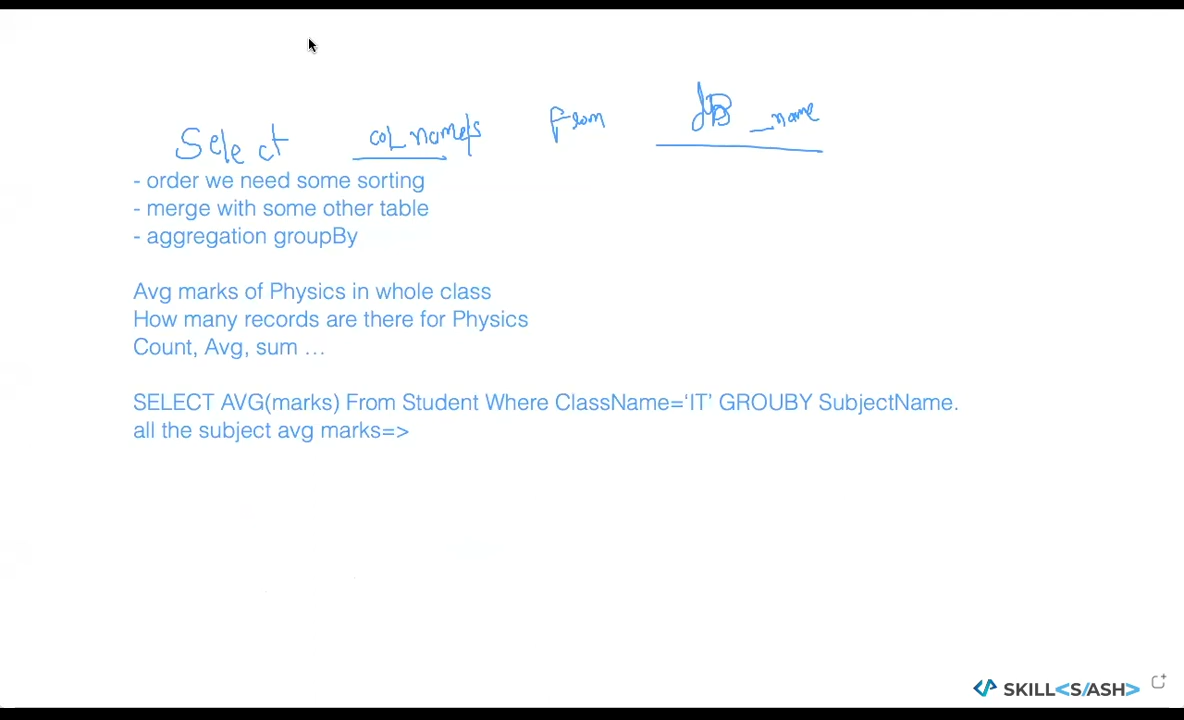 Select col_names from DB_name
- order we need some sorting
- merge with some other table
- aggregation groupBy
Avg marks of Physics in whole class
How many records are there for Physics
Count, Avg, sum …
SELECT AVG(marks) From Student Where ClassName=‘IT’ GROUBY SubjectName.
all the subject avg marks=>
SKILL<S/ASH>